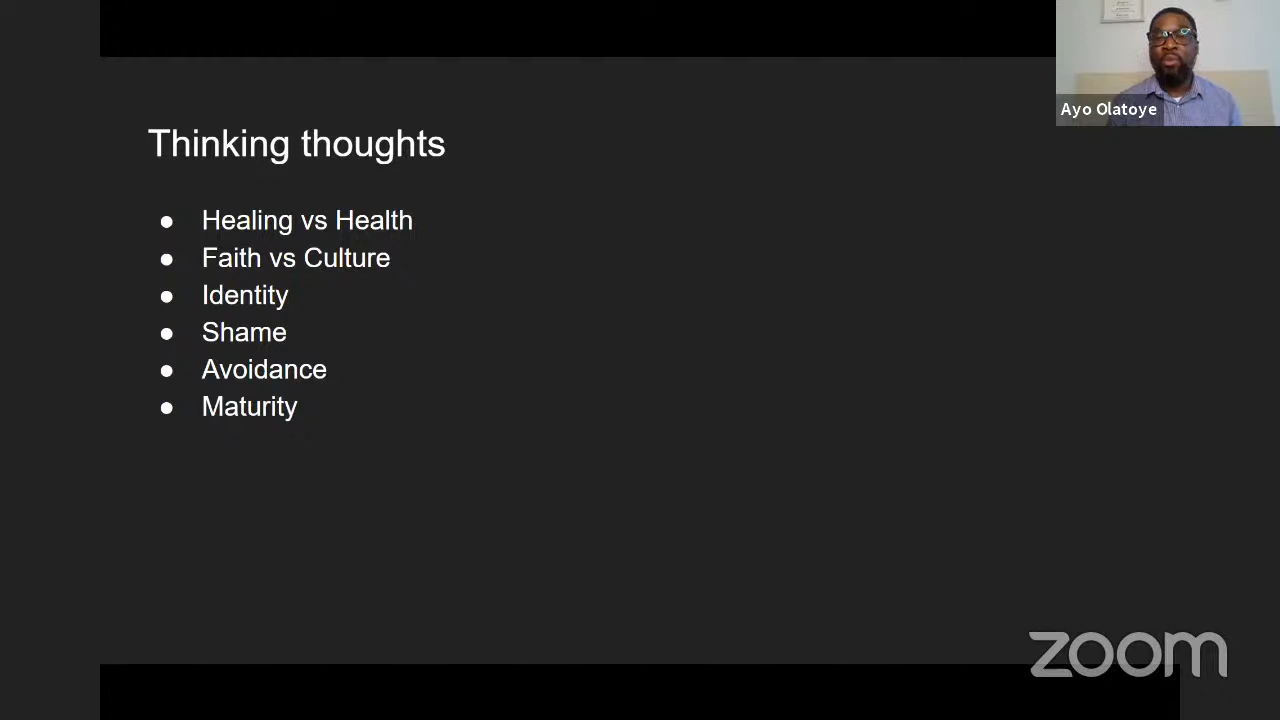 Ayo Olatoye
Thinking thoughts
● Healing vs Health
● Faith vs Culture
● Identity
● Shame
● Avoidance
● Maturity
zoom